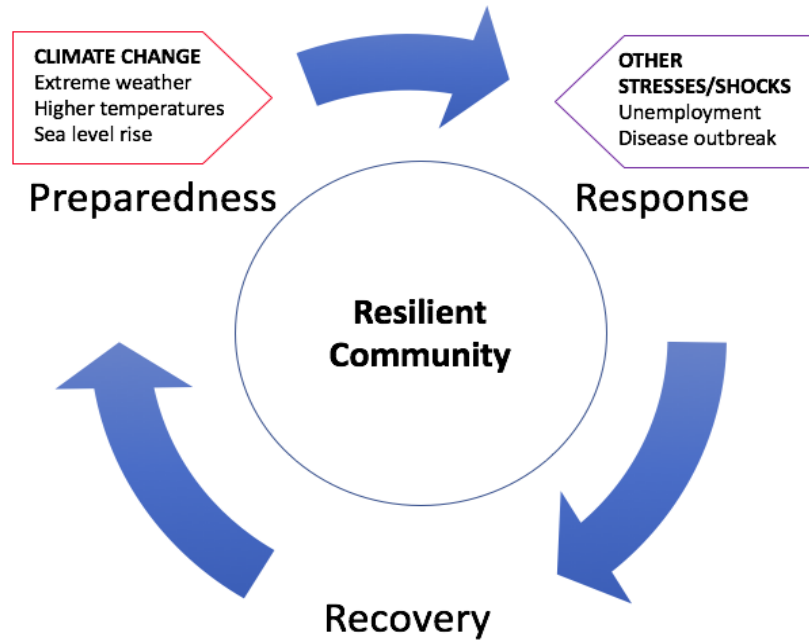 CLIMATE CHANGE
Extreme weather
Higher temperatures
Sea level rise
OTHER
STRESSES/SHOCKS
Unemployment
Disease outbreak
Preparedness
Response
Resilient
Community
Recovery